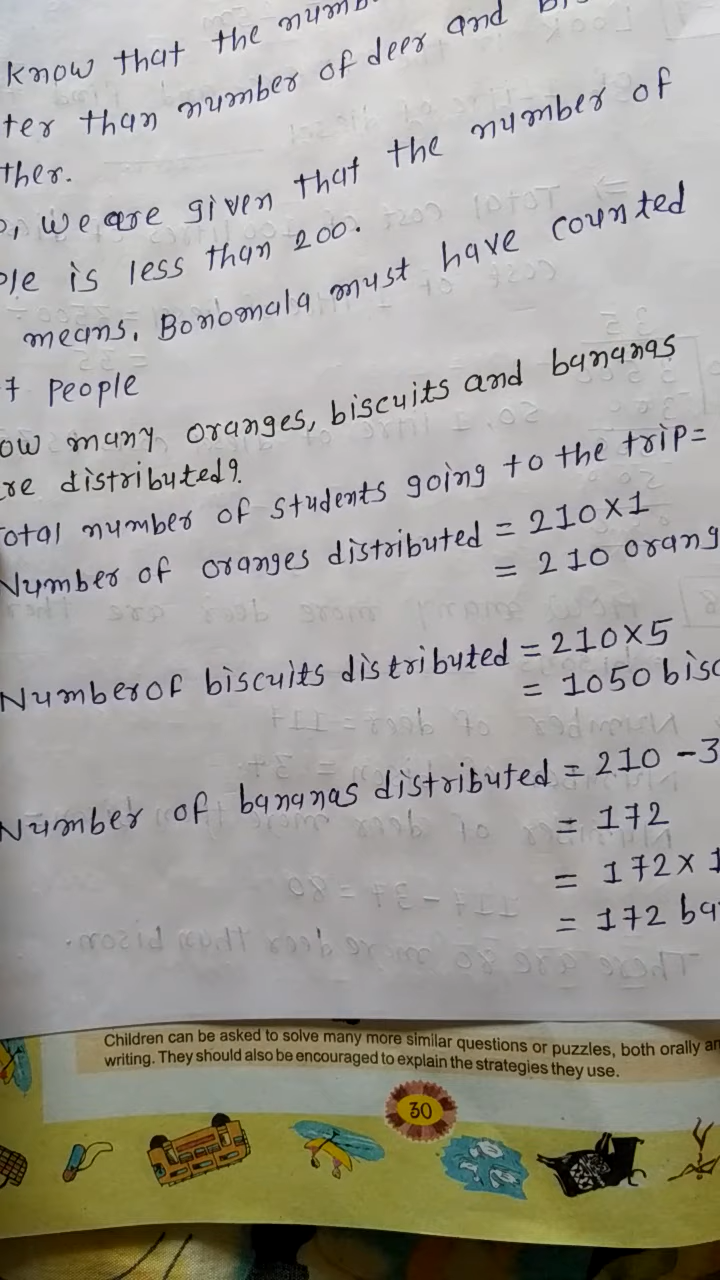 know that the numb
ter than number of deer and
ther.
we are given that the number of
ple is less than 200.
means, Bonomala must have counted
7 People
ow many oranges, biscuits and bananas
re distributed?
otal number of students going to the trip=
Number of oranges distributed = 210×1
= 210 orang
Number of biscuits distributed = 210×5
= 1050 bisc
Number of bananas distributed = 210 -3
= 172
= 172×1
= 172 ba
Children can be asked to solve many more similar questions or puzzles, both orally an
writing. They should also be encouraged to explain the strategies they use.
30